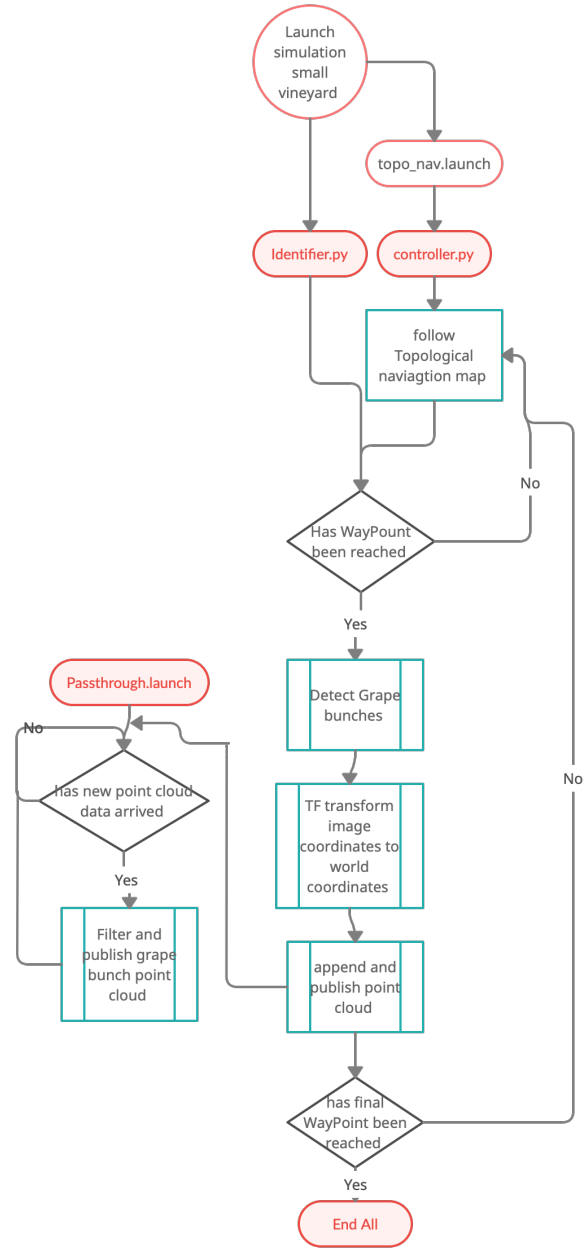 Launch
simulation
small
vineyard
topo_nav.launch
Identifier.py
controller.py
follow
Topological
naviagtion map
No
Has WayPount
been reached
Yes
Detect Grape
bunches
Passthrough.launch
No
has new point cloud
data arrived
No
TF transform
image
coordinates to
world
coordinates
Yes
Filter and
publish grape
bunch point
cloud
append and
publish point
cloud
has final
WayPoint been
reached
Yes
End All